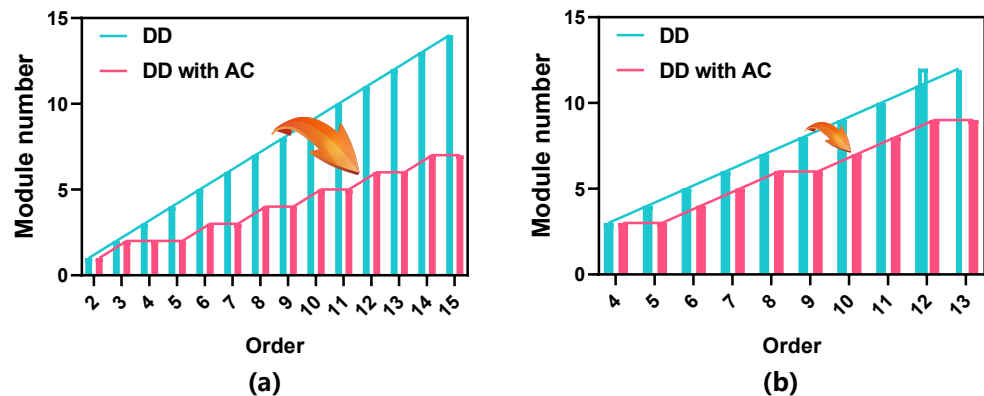 15
10
5
0
Module number
DD
DD with AC
2 3 4 5 6 7 8 9 10 11 12 13 14 15
Order
(a)
15
10
5
0
Module number
DD
DD with AC
4 5 6 7 8 9 10 11 12 13
Order
(b)